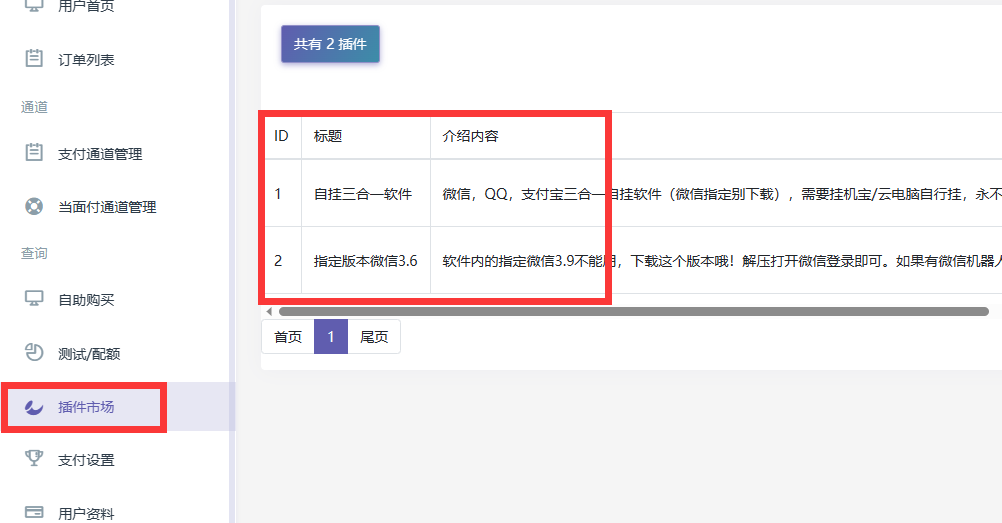 用户首页
订单列表
通道
支付通道管理
当面付通道管理
查询
自助购买
测试/配额
插件市场
支付设置
用户资料
共有 2 插件
ID 标题 介绍内容
1 自挂三合一软件 微信，QQ，支付宝三合一自挂软件（微信指定别下载），需要挂机宝/云电脑自行挂，永不
2 指定版本微信3.6 软件内的指定微信3.9不能用，下载这个版本哦！解压打开微信登录即可。如果有微信机器人
首页 1 尾页